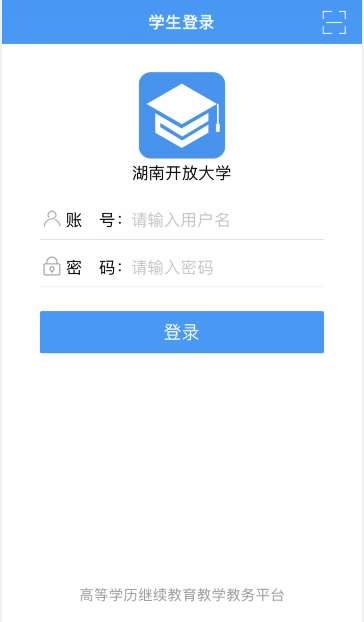 学生登录
湖南开放大学
账 号：请输入用户名
密 码：请输入密码
登录
高等学历继续教育教学教务平台